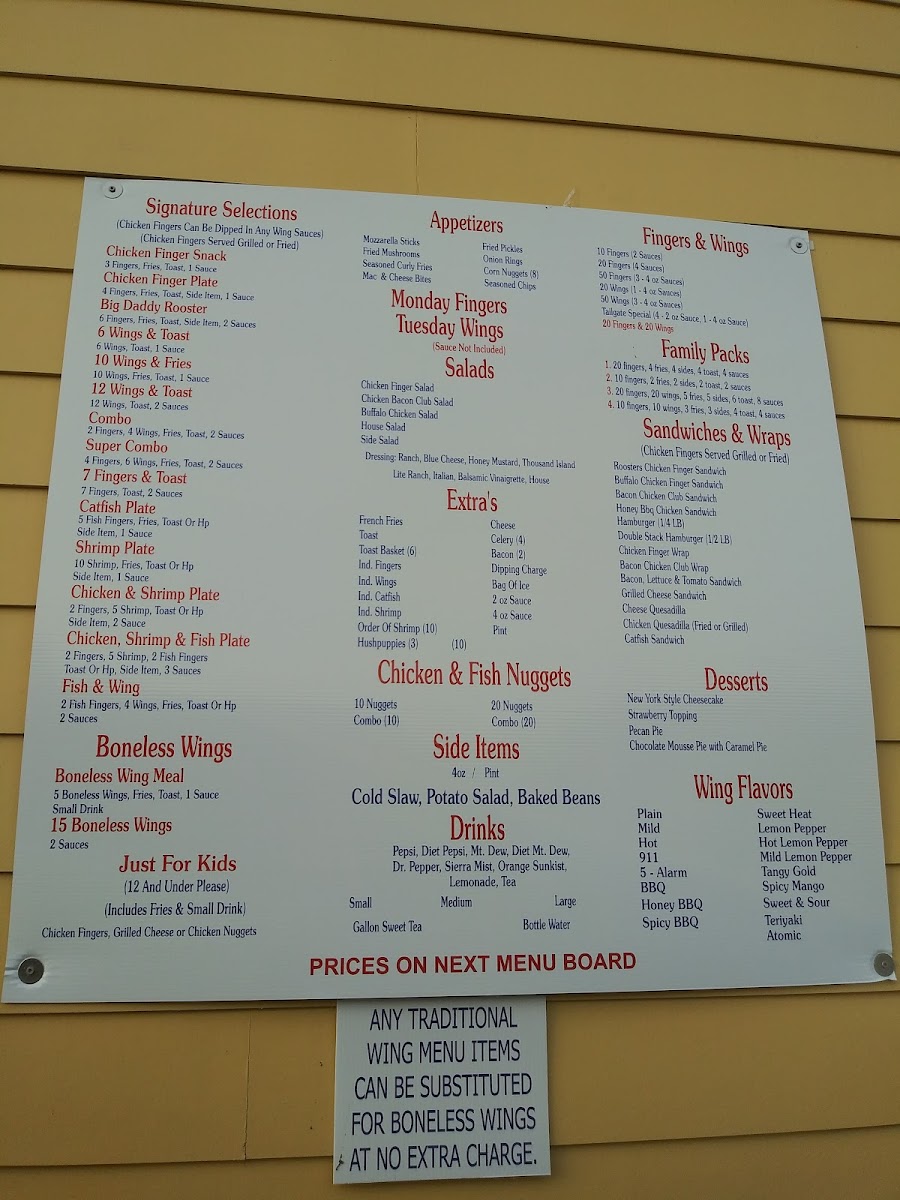 Signature Selections
(Chicken Fingers Can Be Dipped In Any Wing Sauces)
(Chicken Fingers Served Grilled or Fried)
Chicken Finger Snack
3 Fingers, Fries, Toast, 1 Sauce
Chicken Finger Plate
4 Fingers, Fries, Toast, Side Item, 1 Sauce
Big Daddy Rooster
6 Fingers, Fries, Toast, Side Item, 2 Sauces
6 Wings & Toast
6 Wings, Toast, 1 Sauce
10 Wings & Fries
10 Wings, Fries, Toast, 1 Sauce
12 Wings & Toast
12 Wings, Toast, 2 Sauces
Combo
2 Fingers, 4 Wings, Fries, Toast, 2 Sauces
Super Combo
4 Fingers, 6 Wings, Fries, Toast, 2 Sauces
7 Fingers & Toast
7 Fingers, Toast, 2 Sauces
Catfish Plate
5 Fish Fingers, Fries, Toast Or Hp
Side Item, 1 Sauce
Shrimp Plate
10 Shrimp, Fries, Toast Or Hp
Side Item, 1 Sauce
Chicken & Shrimp Plate
2 Fingers, 5 Shrimp, Toast Or Hp
Side Item, 2 Sauce
Chicken, Shrimp & Fish Plate
2 Fingers, 5 Shrimp, 2 Fish Fingers
Toast Or Hp, Side Item, 3 Sauces
Fish & Wing
2 Fish Fingers, 4 Wings, Fries, Toast Or Hp
2 Sauces
Boneless Wings
Boneless Wing Meal
5 Boneless Wings, Fries, Toast, 1 Sauce
Small Drink
15 Boneless Wings
2 Sauces
Just For Kids
(12 And Under Please)
(Includes Fries & Small Drink)
Chicken Fingers, Grilled Cheese or Chicken Nuggets
Appetizers
Mozzarella Sticks
Fried Mushrooms
Seasoned Curly Fries
Mac & Cheese Bites
Fried Pickles
Onion Rings
Corn Nuggets (8)
Seasoned Chips
Monday Fingers
Tuesday Wings
(Sauce Not Included)
Salads
Chicken Finger Salad
Chicken Bacon Club Salad
Buffalo Chicken Salad
House Salad
Side Salad
Dressing: Ranch, Blue Cheese, Honey Mustard, Thousand Island
Lite Ranch, Italian, Balsamic Vinaigrette, House
Extra's
French Fries
Toast
Toast Basket (6)
Ind. Fingers
Ind. Wings
Ind. Catfish
Ind. Shrimp
Order Of Shrimp (10)
Hushpuppies (3) (10)
Cheese
Celery (4)
Bacon (2)
Dipping Charge
Bag Of Ice
2 oz Sauce
4 oz Sauce
Pint
Chicken & Fish Nuggets
10 Nuggets
Combo (10)
20 Nuggets
Combo (20)
Side Items
4oz / Pint
Cold Slaw, Potato Salad, Baked Beans
Drinks
Pepsi, Diet Pepsi, Mt. Dew, Diet Mt. Dew,
Dr. Pepper, Sierra Mist, Orange Sunkist,
Lemonade, Tea
Small Medium Large
Gallon Sweet Tea Bottle Water
Fingers & Wings
10 Fingers (2 Sauces)
20 Fingers (4 Sauces)
50 Fingers (3 - 4 oz Sauces)
20 Wings (1 - 4 oz Sauces)
50 Wings (3 - 4 oz Sauces)
Tailgate Special (4 - 2 oz Sauce, 1 - 4 oz Sauce)
20 Fingers & 20 Wings
Family Packs
1. 20 fingers, 4 fries, 4 sides, 4 toast, 4 sauces
2. 10 fingers, 2 fries, 2 sides, 2 toast, 2 sauces
3. 20 fingers, 20 wings, 5 fries, 5 sides, 6 toast, 8 sauces
4. 10 fingers, 10 wings, 3 fries, 3 sides, 4 toast, 4 sauces
Sandwiches & Wraps
(Chicken Fingers Served Grilled or Fried)
Roosters Chicken Finger Sandwich
Buffalo Chicken Finger Sandwich
Bacon Chicken Club Sandwich
Honey Bbq Chicken Sandwich
Hamburger (1/4 LB)
Double Stack Hamburger (1/2 LB)
Chicken Finger Wrap
Bacon Chicken Club Wrap
Bacon, Lettuce & Tomato Sandwich
Grilled Cheese Sandwich
Cheese Quesadilla
Chicken Quesadilla (Fried or Grilled)
Catfish Sandwich
Desserts
New York Style Cheesecake
Strawberry Topping
Pecan Pie
Chocolate Mousse Pie with Caramel Pie
Wing Flavors
Plain
Mild
Hot
911
5 - Alarm
BBQ
Honey BBQ
Spicy BBQ
Sweet Heat
Lemon Pepper
Hot Lemon Pepper
Mild Lemon Pepper
Tangy Gold
Spicy Mango
Sweet & Sour
Teriyaki
Atomic
PRICES ON NEXT MENU BOARD
ANY TRADITIONAL
WING MENU ITEMS
CAN BE SUBSTITUTED
FOR BONELESS WINGS
AT NO EXTRA CHARGE.